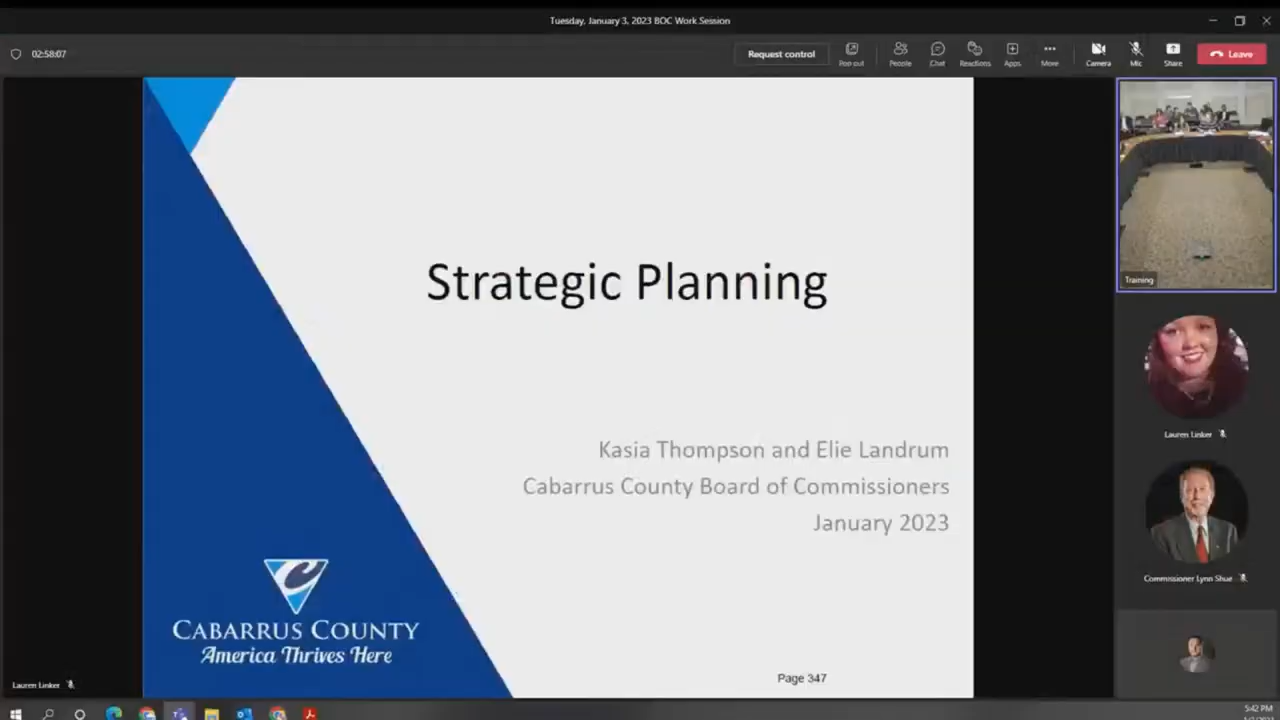 Tuesday, January 3, 2023 BOC Work Session
02:58:07
Request control
Pop out
People
Chat
Reactions
Apps
More
Camera
Mic
Share
Leave
Strategic Planning
Kasia Thompson and Elie Landrum
Cabarrus County Board of Commissioners
January 2023
CABARRUS COUNTY
America Thrives Here
Page 347
Training
Lauren Linker
Commissioner Lynn Shue
Lauren Linker
5:42 PM